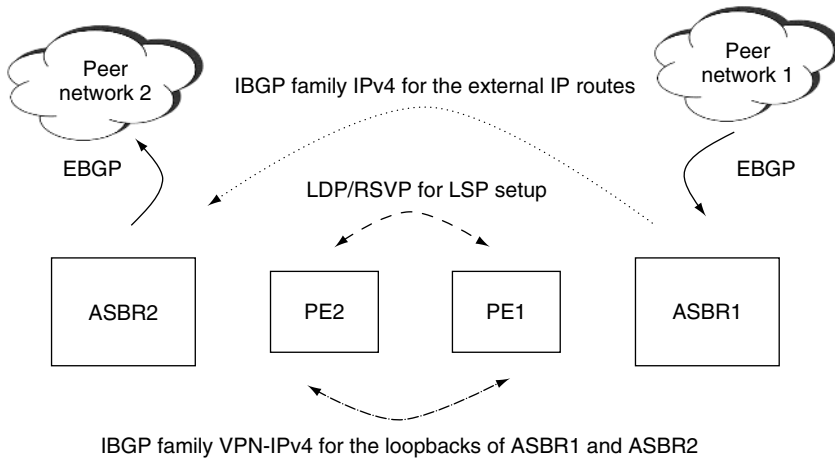 Peer
network 2
Peer
network 1
IBGP family IPv4 for the external IP routes
EBGP
EBGP
LDP/RSVP for LSP setup
ASBR2
PE2
PE1
ASBR1
IBGP family VPN-IPv4 for the loopbacks of ASBR1 and ASBR2